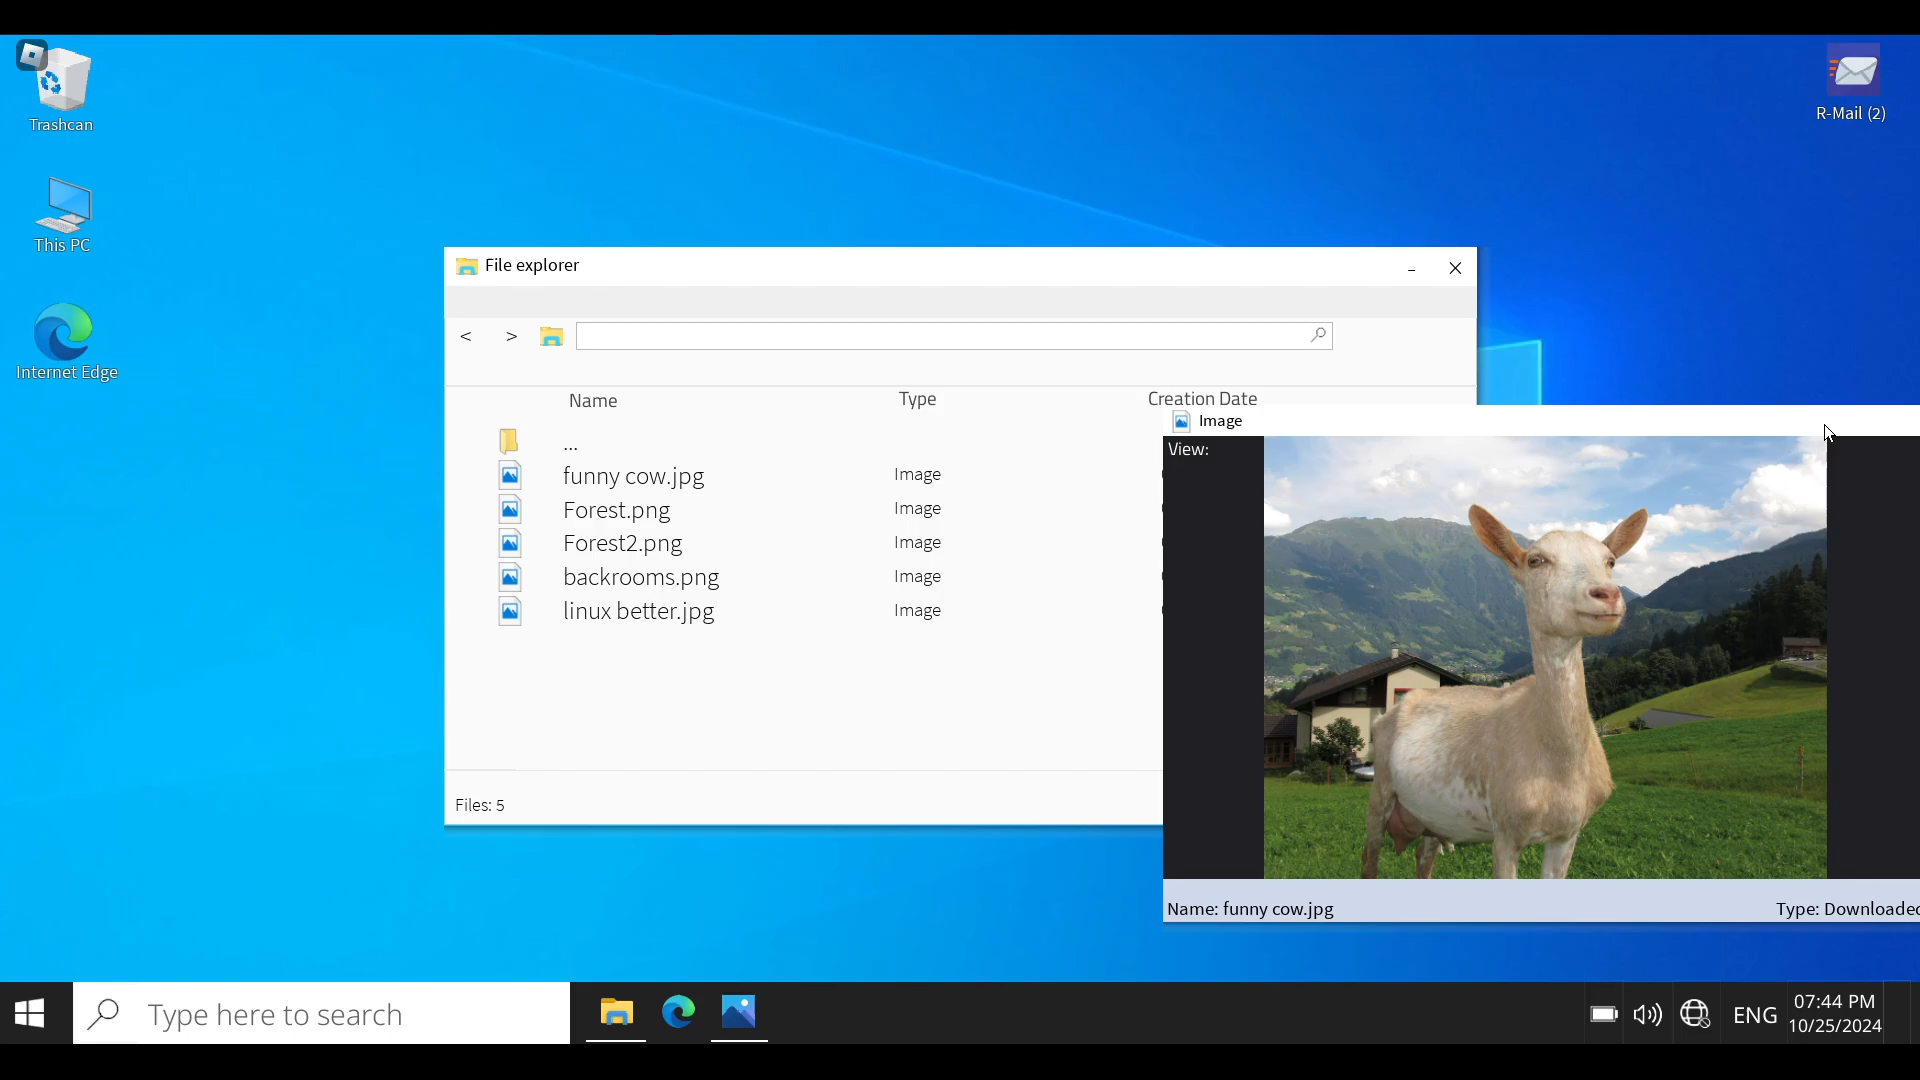 Trashcan
R-Mail (2)
This PC
Internet Edge
File explorer
Name Type Creation Date
...
funny cow.jpg Image
Forest.png Image
Forest2.png Image
backrooms.png Image
linux better.jpg Image
Files: 5
Image
View:
Name: funny cow.jpg Type: Downloaded
Type here to search
ENG
07:44 PM
10/25/2024